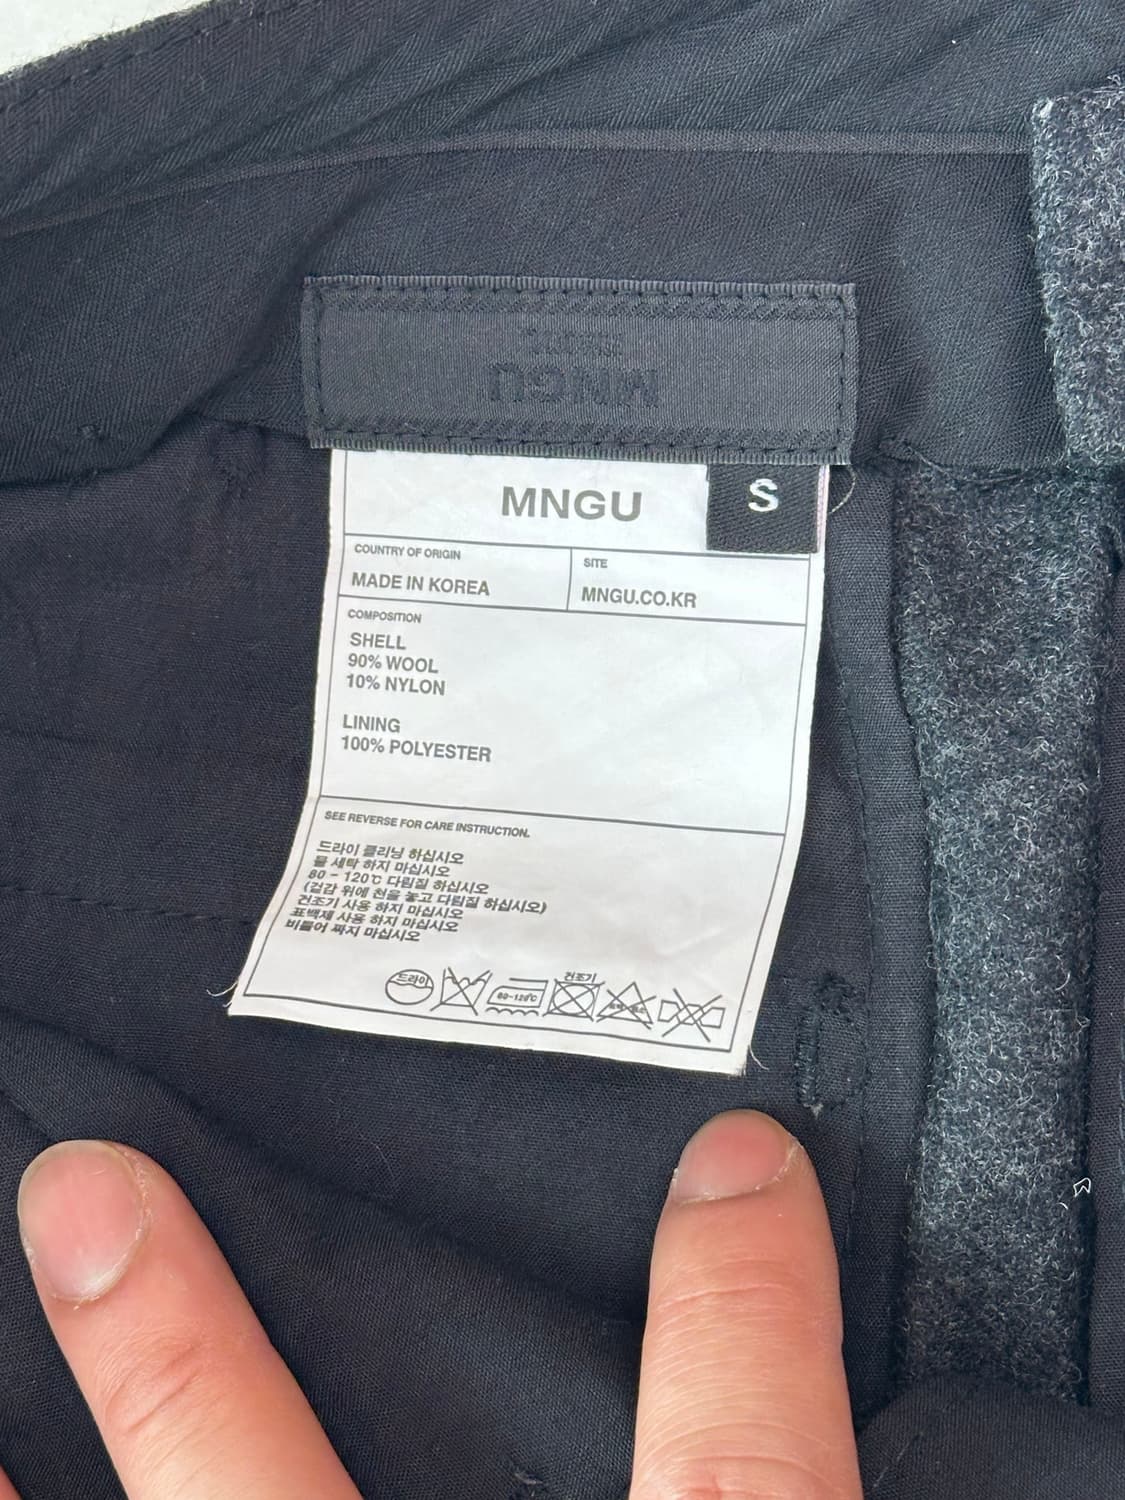 MNGU
MNGU
S
COUNTRY OF ORIGIN
MADE IN KOREA
SITE
MNGU.CO.KR
COMPOSITION
SHELL
90% WOOL
10% NYLON
LINING
100% POLYESTER
SEE REVERSE FOR CARE INSTRUCTION.
드라이 클리닝 하십시오
물 세탁 하지 마십시오
80 - 120℃ 다림질 하십시오
(겉감 위에 천을 놓고 다림질 하십시오)
건조기 사용 하지 마십시오
표백제 사용 하지 마십시오
비틀어 짜지 마십시오
드라이
80-120℃
건조기